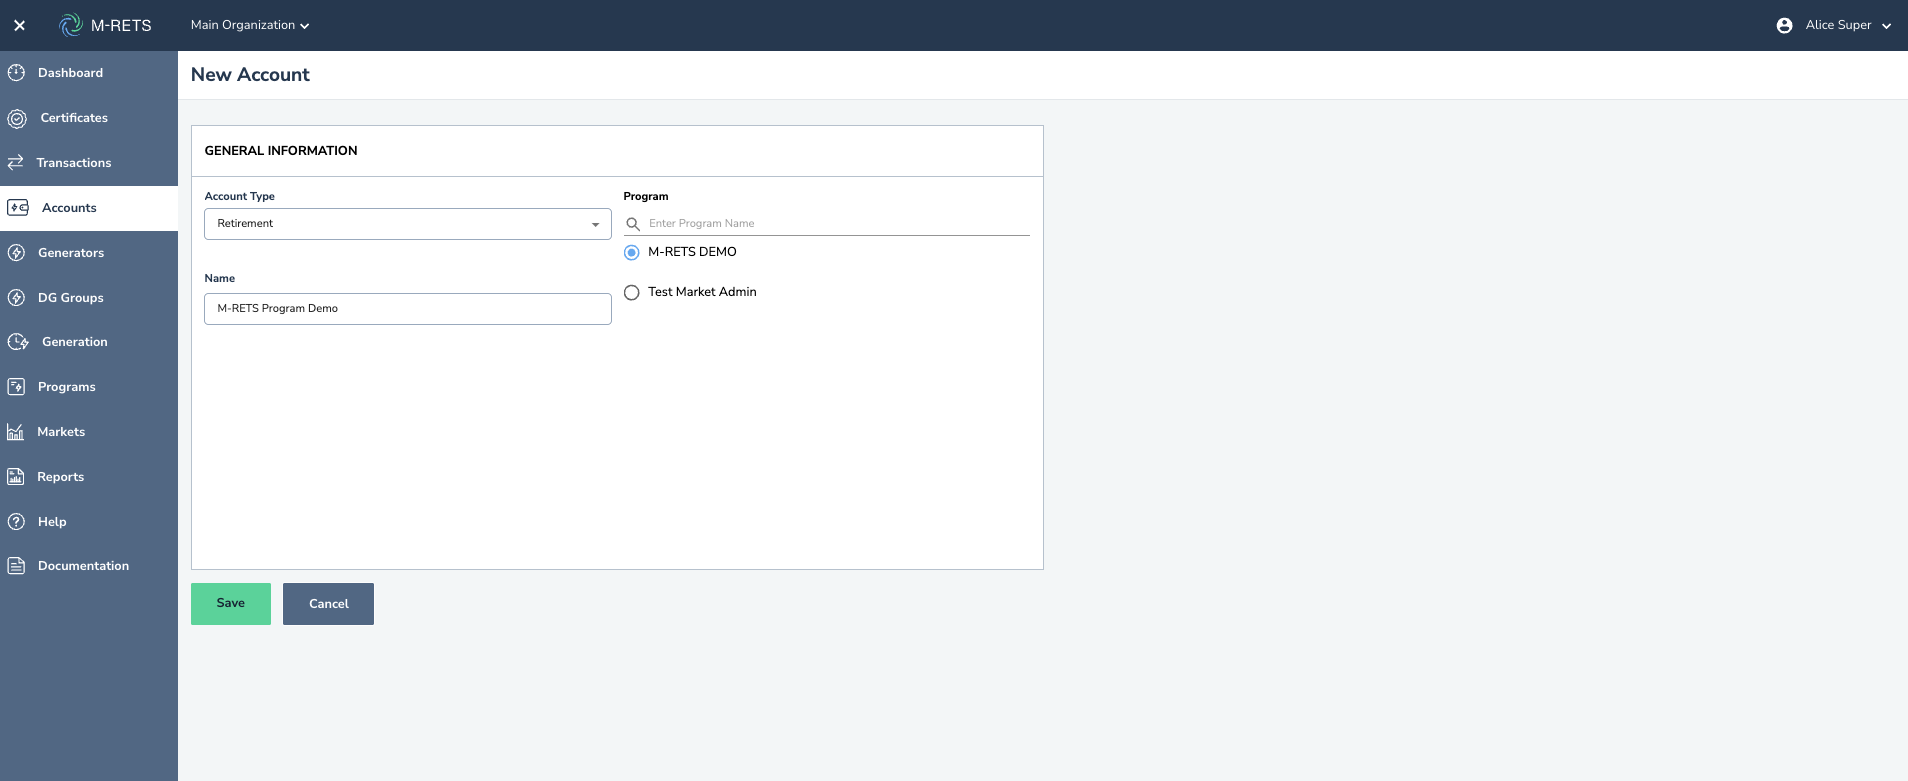 M-RETS
Main Organization
Alice Super
Dashboard
Certificates
Transactions
Accounts
Generators
DG Groups
Generation
Programs
Markets
Reports
Help
Documentation
New Account
GENERAL INFORMATION
Account Type
Retirement
Name
M-RETS Program Demo
Program
Enter Program Name
M-RETS DEMO
Test Market Admin
Save
Cancel